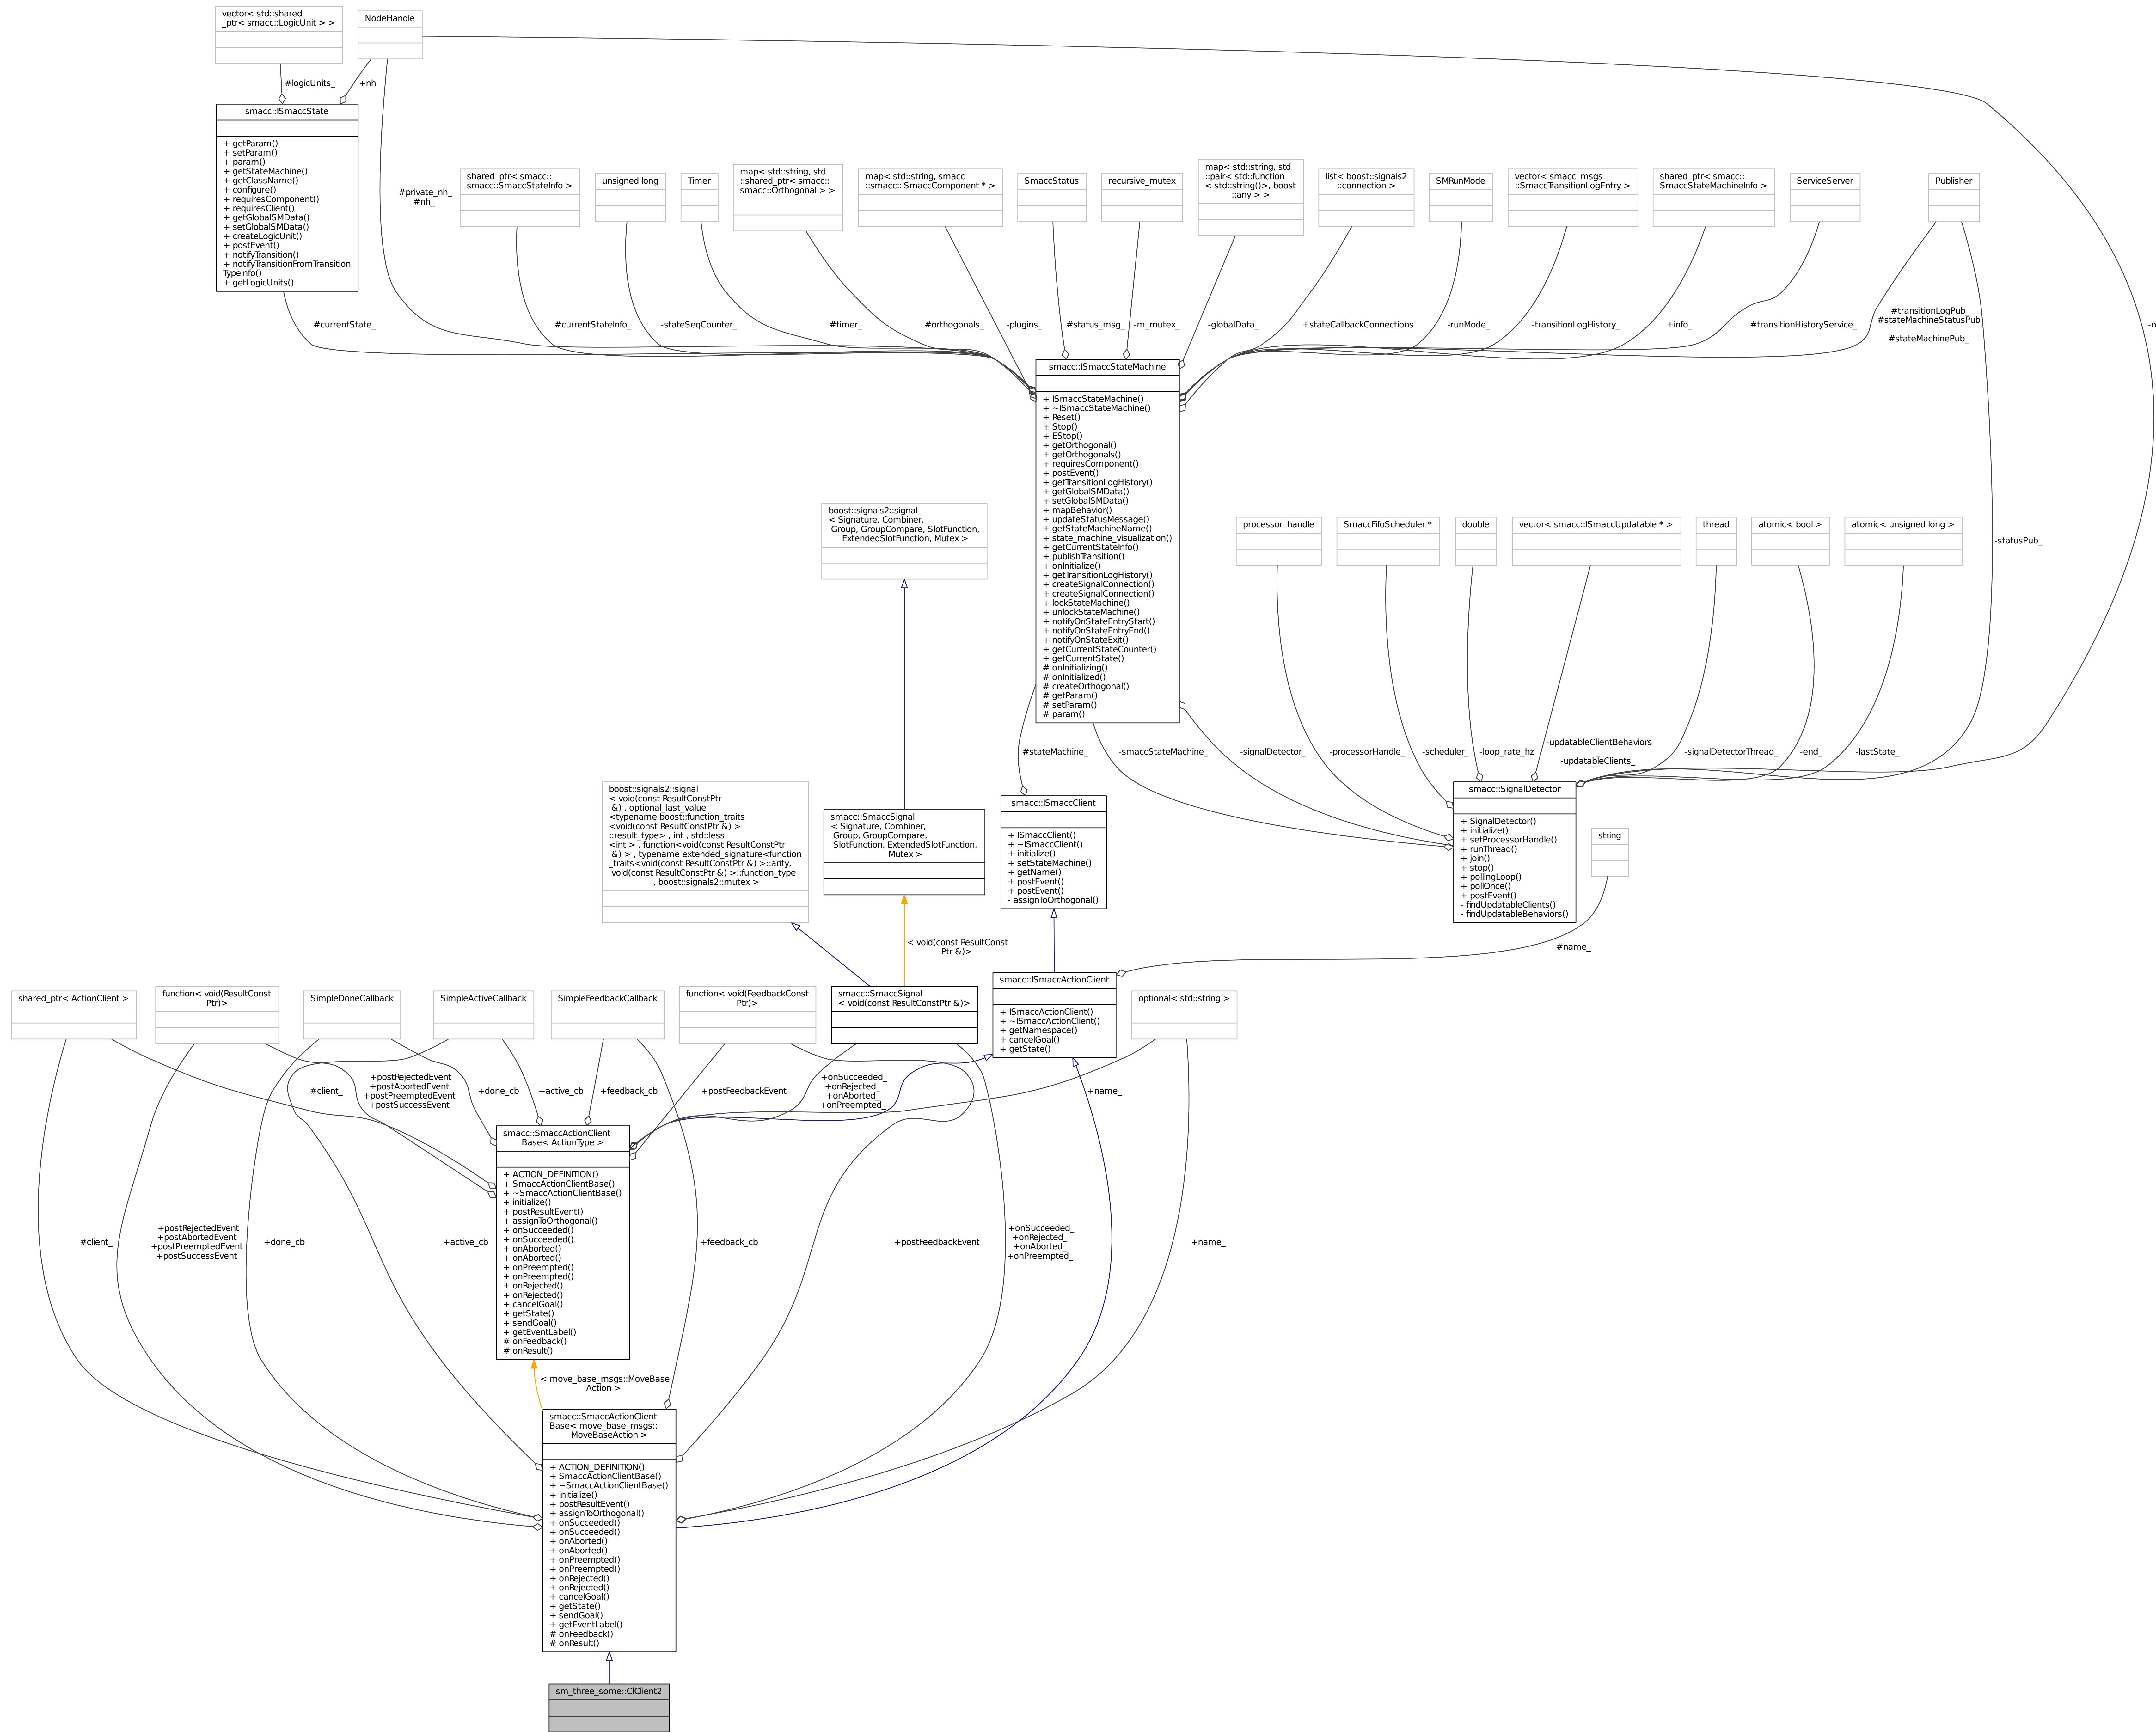 vector< std::shared
_ptr< smacc::LogicUnit > >
NodeHandle
#logicUnits_
+nh
smacc::ISmaccState
+ getParam()
+ setParam()
+ param()
+ getStateMachine()
+ getClassName()
+ configure()
+ requiresComponent()
+ requiresClient()
+ getGlobalSMData()
+ setGlobalSMData()
+ createLogicUnit()
+ postEvent()
+ notifyTransition()
+ notifyTransitionFromTransition
TypeInfo()
+ getLogicUnits()
#private_nh_
#nh_
shared_ptr< smacc::
smacc::SmaccStateInfo >
unsigned long
Timer
map< std::string, std
::shared_ptr< smacc::
smacc::Orthogonal > >
map< std::string, smacc
::smacc::ISmaccComponent * >
SmaccStatus
recursive_mutex
map< std::string, std
::pair< std::function
< std::string()>, boost
::any > >
list< boost::signals2
::connection >
SMRunMode
vector< smacc_msgs
::SmaccTransitionLogEntry >
shared_ptr< smacc::
SmaccStateMachineInfo >
ServiceServer
Publisher
#currentState_
#currentStateInfo_
-stateSeqCounter_
#timer_
#orthogonals_
-plugins_
#status_msg_
-m_mutex_
-globalData_
+stateCallbackConnections
-runMode_
-transitionLogHistory_
+info_
#transitionHistoryService_
#transitionLogPub_
#stateMachineStatusPub
_
#stateMachinePub_
-n
smacc::ISmaccStateMachine
+ ISmaccStateMachine()
+ ~ISmaccStateMachine()
+ Reset()
+ Stop()
+ EStop()
+ getOrthogonal()
+ getOrthogonals()
+ requiresComponent()
+ postEvent()
+ getTransitionLogHistory()
+ getGlobalSMData()
+ setGlobalSMData()
+ mapBehavior()
+ updateStatusMessage()
+ getStateMachineName()
+ state_machine_visualization()
+ getCurrentStateInfo()
+ publishTransition()
+ onInitialize()
+ getTransitionLogHistory()
+ createSignalConnection()
+ createSignalConnection()
+ lockStateMachine()
+ unlockStateMachine()
+ notifyOnStateEntryStart()
+ notifyOnStateEntryEnd()
+ notifyOnStateExit()
+ getCurrentStateCounter()
+ getCurrentState()
# onInitializing()
# onInitialized()
# createOrthogonal()
# getParam()
# setParam()
# param()
boost::signals2::signal
< Signature, Combiner,
Group, GroupCompare, SlotFunction,
ExtendedSlotFunction, Mutex >
processor_handle
SmaccFifoScheduler *
double
vector< smacc::ISmaccUpdatable * >
thread
atomic< bool >
atomic< unsigned long >
-statusPub_
#stateMachine_
-smaccStateMachine_
-signalDetector_
-processorHandle_
-scheduler_
-loop_rate_hz
-updatableClientBehaviors
_
-updatableClients_
-signalDetectorThread_
-end_
-lastState_
boost::signals2::signal
< void(const ResultConstPtr
&) , optional_last_value
<typename boost::function_traits
<void(const ResultConstPtr &) >
::result_type> , int , std::less
<int > , function<void(const ResultConstPtr
&) > , typename extended_signature<function
_traits<void(const ResultConstPtr &) >::arity,
void(const ResultConstPtr &) >::function_type
, boost::signals2::mutex >
smacc::SmaccSignal
< Signature, Combiner,
Group, GroupCompare,
SlotFunction, ExtendedSlotFunction,
Mutex >
smacc::ISmaccClient
+ ISmaccClient()
+ ~ISmaccClient()
+ initialize()
+ setStateMachine()
+ getName()
+ postEvent()
+ postEvent()
- assignToOrthogonal()
smacc::SignalDetector
+ SignalDetector()
+ initialize()
+ setProcessorHandle()
+ runThread()
+ join()
+ stop()
+ pollingLoop()
+ pollOnce()
+ postEvent()
- findUpdatableClients()
- findUpdatableBehaviors()
string
< void(const ResultConst
Ptr &)>
#name_
shared_ptr< ActionClient >
function< void(ResultConst
Ptr)>
SimpleDoneCallback
SimpleActiveCallback
SimpleFeedbackCallback
function< void(FeedbackConst
Ptr)>
smacc::SmaccSignal
< void(const ResultConstPtr &)>
smacc::ISmaccActionClient
+ ISmaccActionClient()
+ ~ISmaccActionClient()
+ getNamespace()
+ cancelGoal()
+ getState()
optional< std::string >
#client_
+postRejectedEvent
+postAbortedEvent
+postPreemptedEvent
+postSuccessEvent
+done_cb
+active_cb
+feedback_cb
+postFeedbackEvent
+onSucceeded_
+onRejected_
+onAborted_
+onPreempted_
+name_
smacc::SmaccActionClient
Base< ActionType >
+ ACTION_DEFINITION()
+ SmaccActionClientBase()
+ ~SmaccActionClientBase()
+ initialize()
+ postResultEvent()
+ assignToOrthogonal()
+ onSucceeded()
+ onSucceeded()
+ onAborted()
+ onAborted()
+ onPreempted()
+ onPreempted()
+ onRejected()
+ onRejected()
+ cancelGoal()
+ getState()
+ sendGoal()
+ getEventLabel()
# onFeedback()
# onResult()
#client_
+postRejectedEvent
+postAbortedEvent
+postPreemptedEvent
+postSuccessEvent
+done_cb
+active_cb
+feedback_cb
+postFeedbackEvent
+onSucceeded_
+onRejected_
+onAborted_
+onPreempted_
+name_
< move_base_msgs::MoveBase
Action >
smacc::SmaccActionClient
Base< move_base_msgs::
MoveBaseAction >
+ ACTION_DEFINITION()
+ SmaccActionClientBase()
+ ~SmaccActionClientBase()
+ initialize()
+ postResultEvent()
+ assignToOrthogonal()
+ onSucceeded()
+ onSucceeded()
+ onAborted()
+ onAborted()
+ onPreempted()
+ onPreempted()
+ onRejected()
+ onRejected()
+ cancelGoal()
+ getState()
+ sendGoal()
+ getEventLabel()
# onFeedback()
# onResult()
sm_three_some::ClClient2